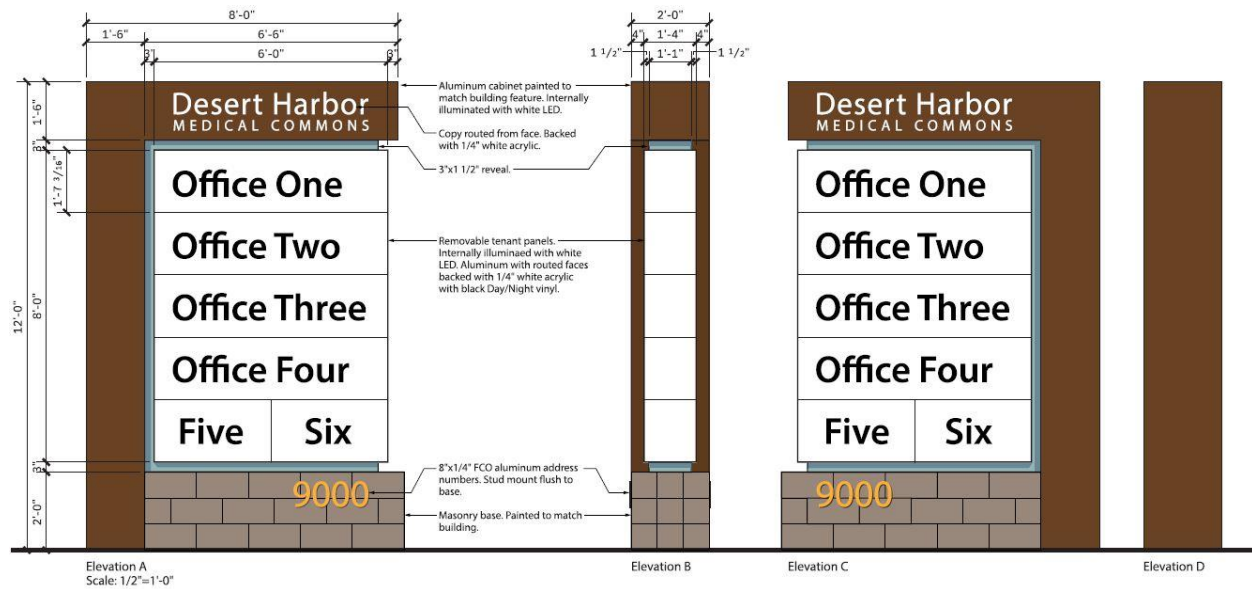 8'-0"
1'-6"
6'-6"
3"
6'-0"
3"
2'-0"
4"
1'-4"
4"
1 1/2"
1'-1"
1 1/2"
12'-0"
1'-6"
3"
1'-7 3/16"
8'-0"
3"
2'-0"
Desert Harbor
MEDICAL COMMONS
Office One
Office Two
Office Three
Office Four
Five
Six
9000
Elevation A
Scale: 1/2"=1'-0"
Aluminum cabinet painted to
match building feature. Internally
illuminated with white LED.
Copy routed from face. Backed
with 1/4" white acrylic.
3"x1 1/2" reveal.
Removable tenant panels.
Internally illuminaed with white
LED. Aluminum with routed faces
backed with 1/4" white acrylic
with black Day/Night vinyl.
8"x1/4" FCO aluminum address
numbers. Stud mount flush to
base.
Masonry base. Painted to match
building.
Elevation B
Desert Harbor
MEDICAL COMMONS
Office One
Office Two
Office Three
Office Four
Five
Six
9000
Elevation C
Elevation D